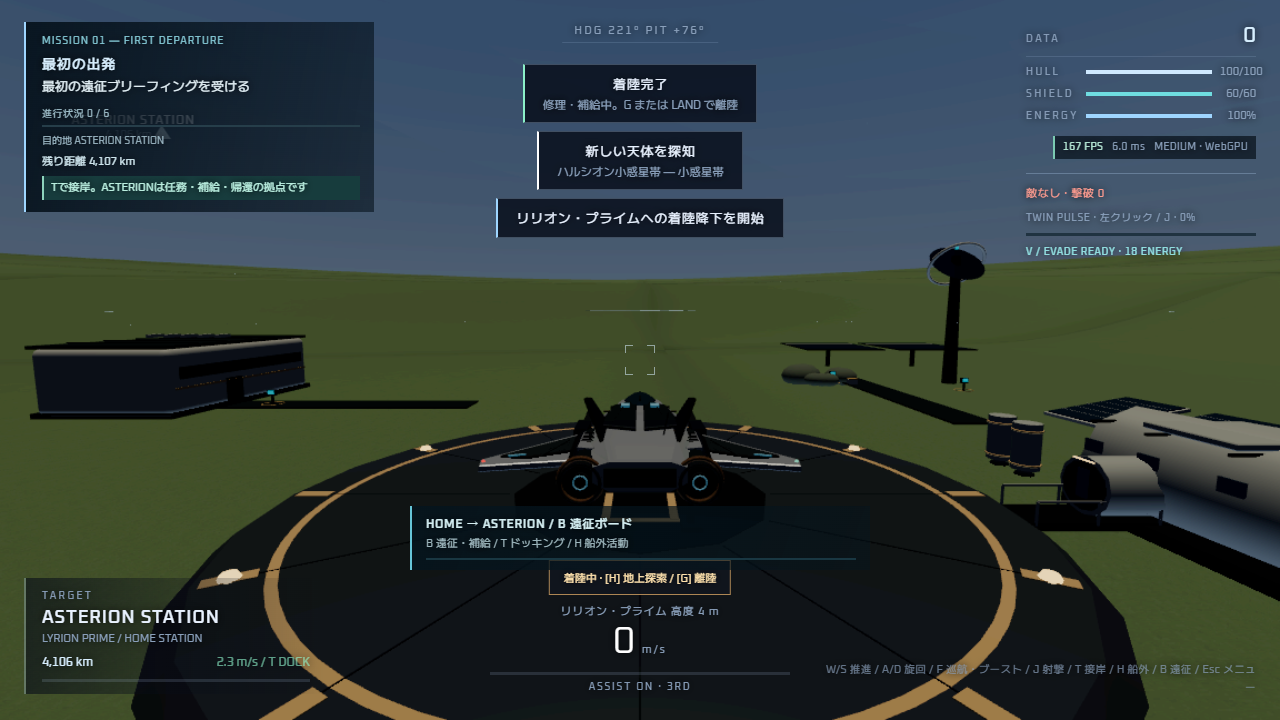 MISSION 01 — FIRST DEPARTURE
最初の出発
最初の遠征ブリーフィングを受ける
進行状況 0 / 6
ASTERION STATION
目的地 ASTERION STATION
残り距離 4,107 km
Tで接岸。ASTERIONは任務・補給・帰還の拠点です
HDG 221° PIT +76°
着陸完了
修理・補給中。G または LAND で離陸
新しい天体を探知
ハルシオン小惑星帯 — 小惑星帯
リリオン・プライムへの着陸降下を開始
DATA 0
HULL 100/100
SHIELD 60/60
ENERGY 100%
167 FPS 6.0 ms MEDIUM · WebGPU
敵なし · 撃破 0
TWIN PULSE · 左クリック / J · 0%
V / EVADE READY · 18 ENERGY
HOME → ASTERION / B 遠征ボード
B 遠征・補給 / T ドッキング / H 船外活動
着陸中 · [H] 地上探索 / [G] 離陸
リリオン・プライム 高度 4 m
0 m/s
ASSIST ON · 3RD
TARGET
ASTERION STATION
LYRION PRIME / HOME STATION
4,106 km 2.3 m/s / T DOCK
W/S 推進 / A/D 旋回 / F 巡航・ブースト / J 射撃 / T 接岸 / H 船外 / B 遠征 / Esc メニュ
ー